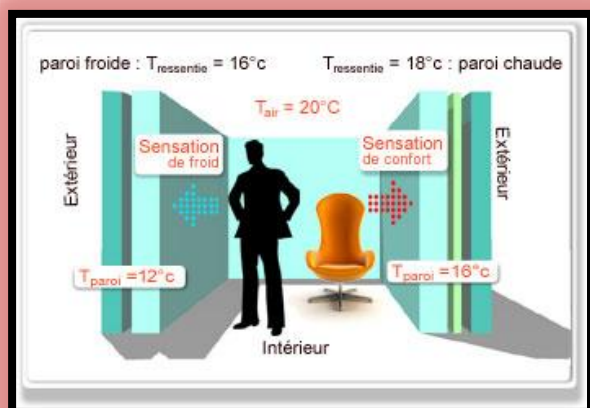 paroi froide : Tressentie = 16°c
Tressentie = 18°c : paroi chaude
Tair = 20°C
Extérieur
Sensation
de froid
Sensation
de confort
Extérieur
Tparoi =12°c
Tparoi =16°c
Intérieur